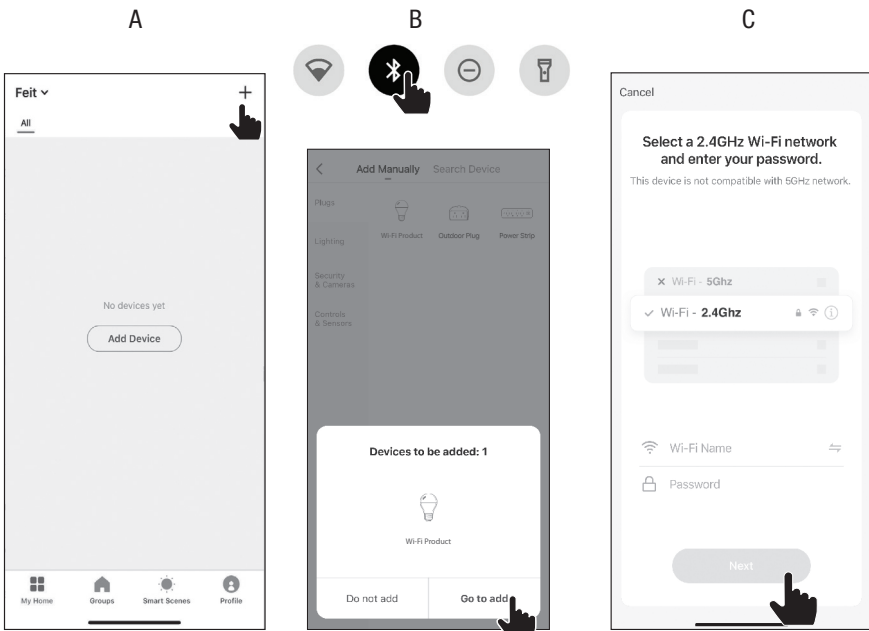 A
B
C
Feit
All
No devices yet
Add Device
My Home
Groups
Smart Scenes
Profile
Add Manually
Search Device
Plugs
Wi-Fi Product
Outdoor Plug
Power Strip
Lighting
Security
& Cameras
Controls
& Sensors
Devices to be added: 1
Wi-Fi Product
Do not add
Go to add
Cancel
Select a 2.4GHz Wi-Fi network
and enter your password.
This device is not compatible with 5GHz network.
Wi-Fi - 5Ghz
Wi-Fi - 2.4Ghz
Wi-Fi Name
Password
Next